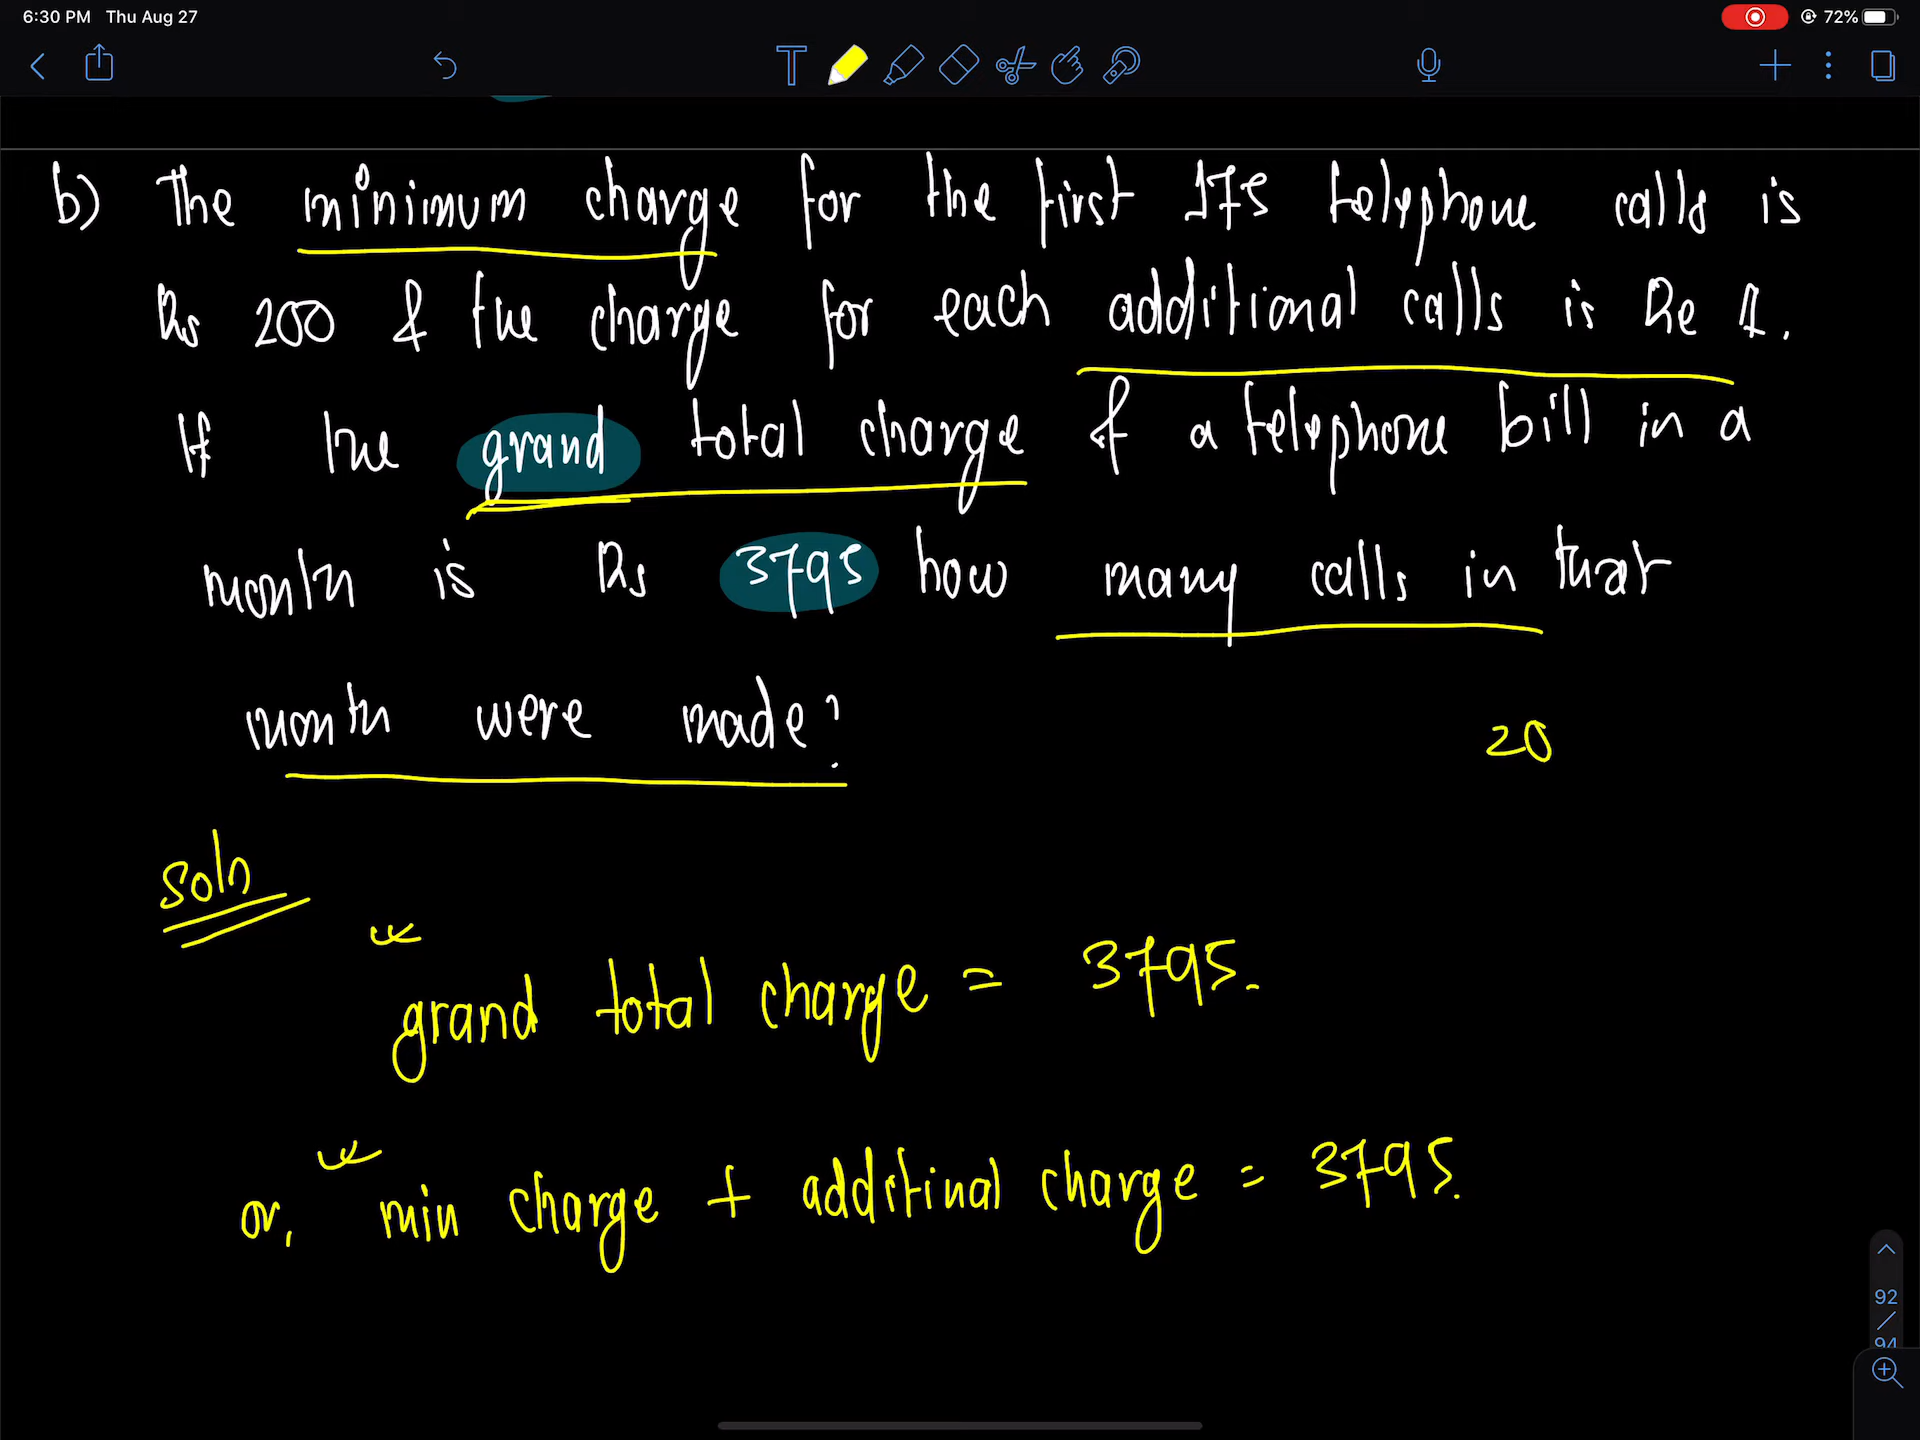 6:30 PM Thu Aug 27
72%
b) The minimum charge for the first 175 telephone calls is
Rs 200 & the charge for each additional calls is Re 1.
If the grand total charge of a telephone bill in a
month is Rs 3795 how many calls in that
month were made?
20
soln
grand total charge = 3795.
or, min charge + additinal charge = 3795.
92
/
94